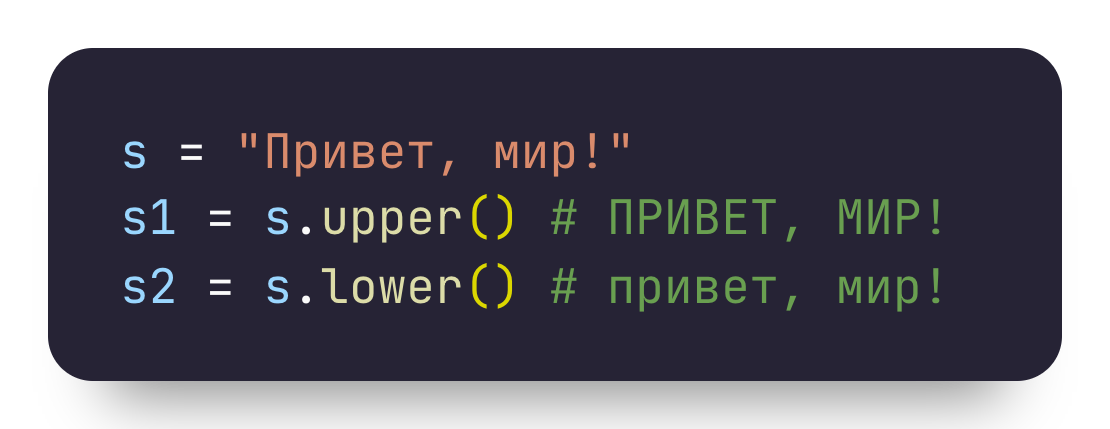 s = "Привет, мир!"
s1 = s.upper() # ПРИВЕТ, МИР!
s2 = s.lower() # привет, мир!